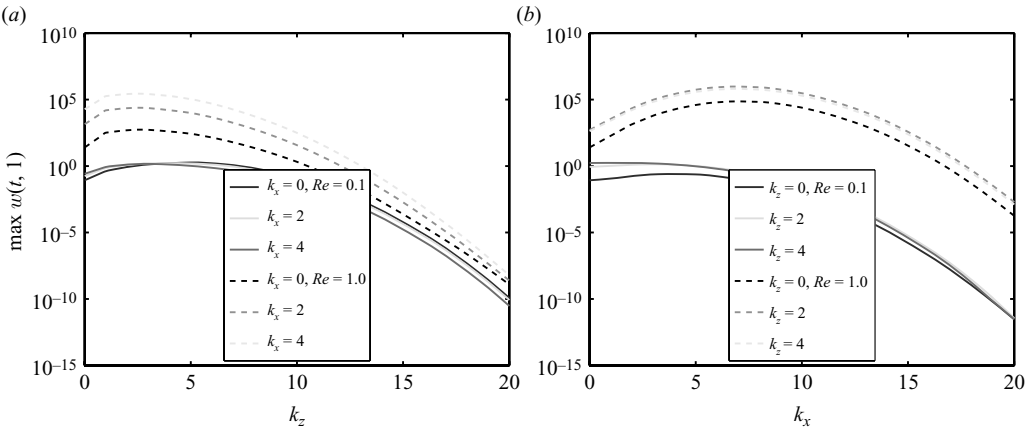 (a)
10^10
10^5
10^0
10^–5
10^–10
10^–15
max w(t, 1)
k_x = 0, Re = 0.1
k_x = 2
k_x = 4
k_x = 0, Re = 1.0
k_x = 2
k_x = 4
0 5 10 15 20
k_z
(b)
10^10
10^5
10^0
10^–5
10^–10
10^–15
k_z = 0, Re = 0.1
k_z = 2
k_z = 4
k_z = 0, Re = 1.0
k_z = 2
k_z = 4
0 5 10 15 20
k_x